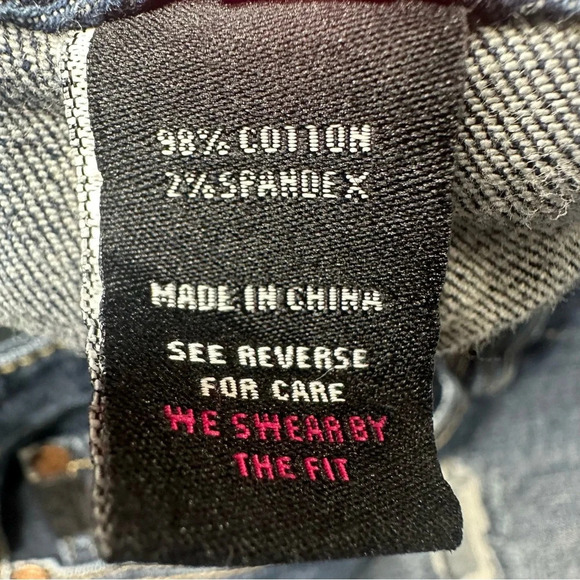 98% COTTON
2% SPANDEX
MADE IN CHINA
SEE REVERSE
FOR CARE
WE SWEAR BY
THE FIT